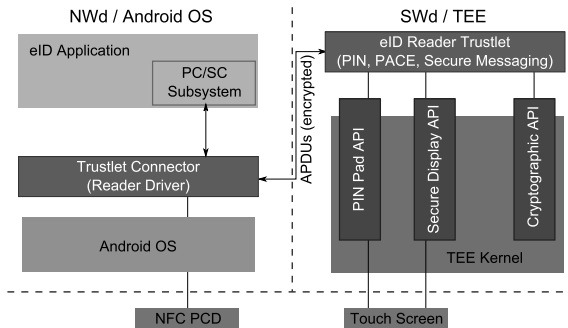 NWd / Android OS
SWd / TEE
eID Application
PC/SC
Subsystem
eID Reader Trustlet
(PIN, PACE, Secure Messaging)
APDUs (encrypted)
Trustlet Connector
(Reader Driver)
PIN Pad API
Secure Display API
Cryptographic API
Android OS
TEE Kernel
NFC PCD
Touch Screen